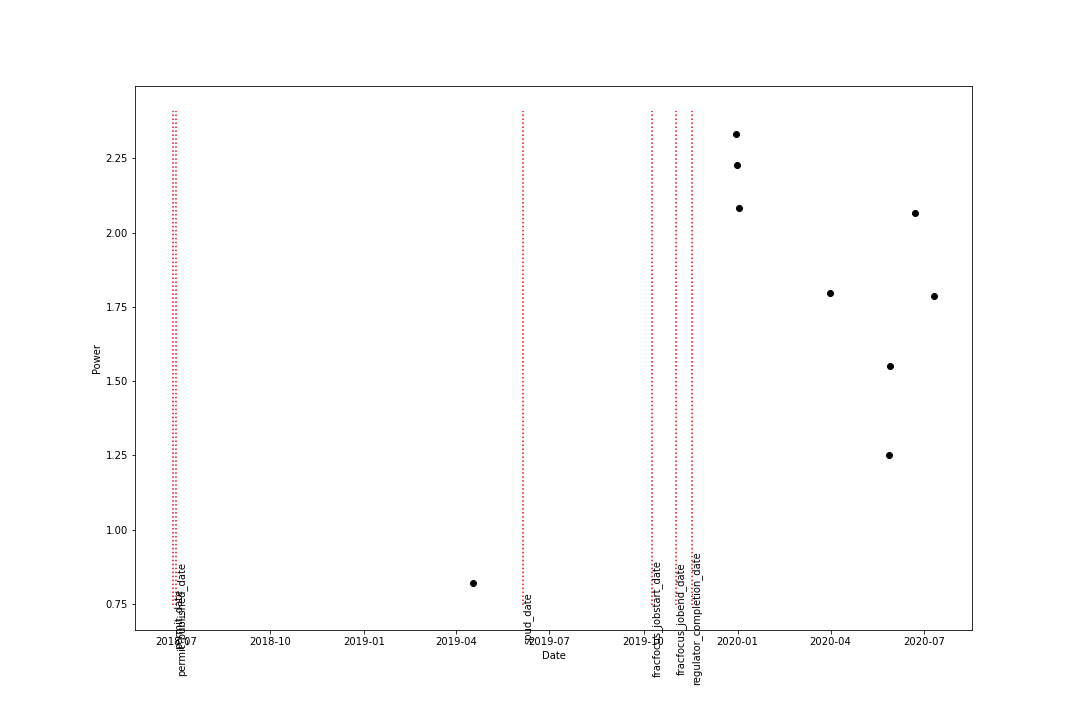 2.25
2.00
1.75
1.50
1.25
1.00
0.75
Power
2018-07
2018-10
2019-01
2019-04
2019-07
2019-10
2020-01
2020-04
2020-07
Date
permit_date
spud_date
fracfocus_jobstart_date
fracfocus_jobend_date
regulator_completion_date